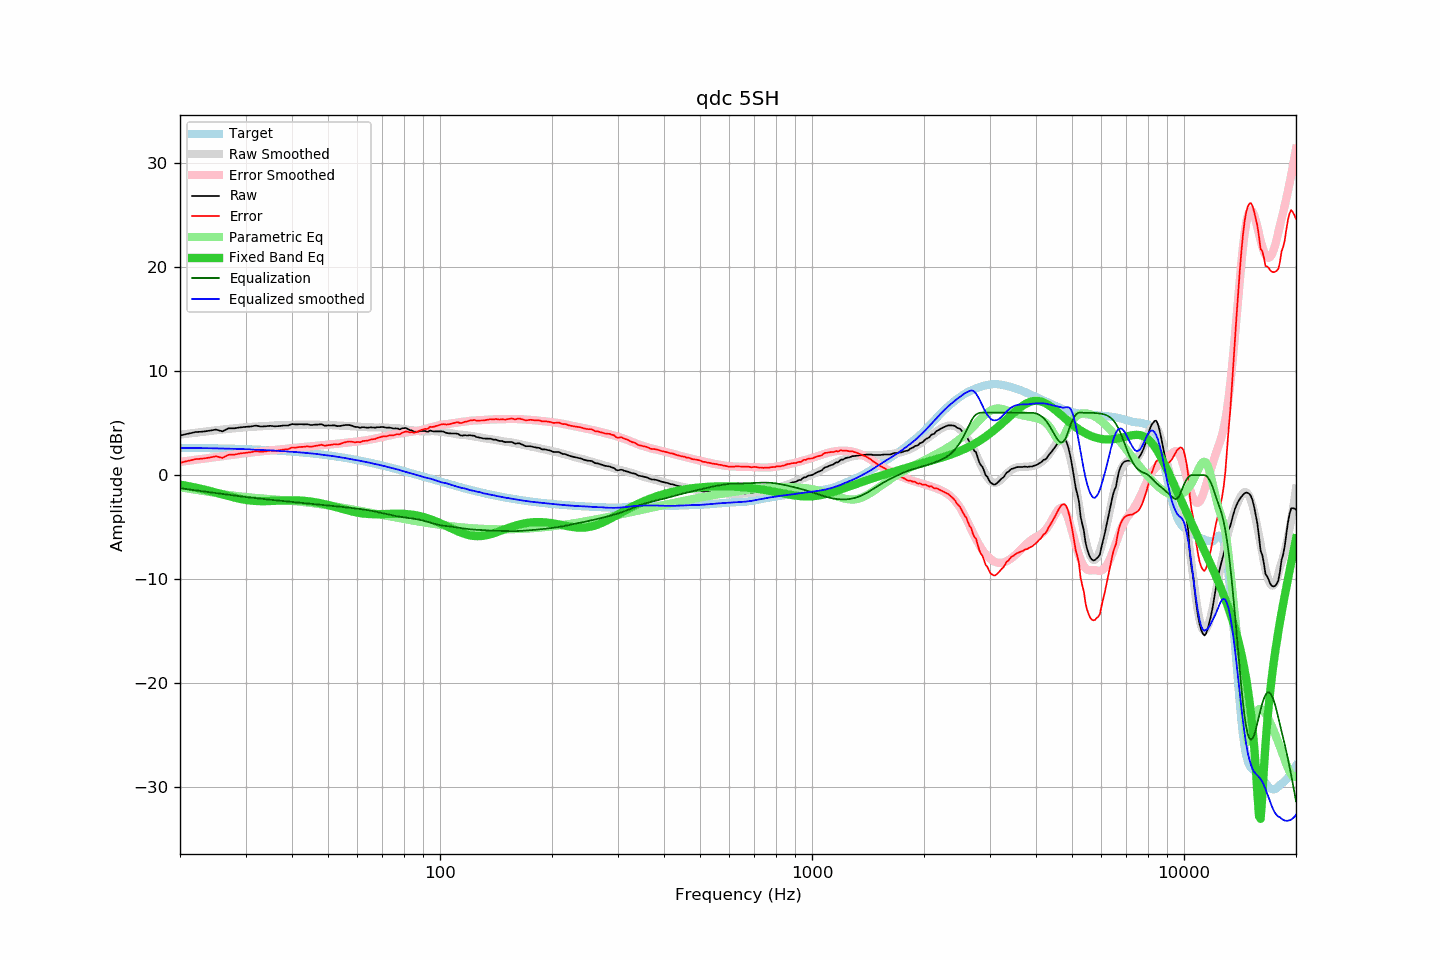 qdc 5SH
Target
Raw Smoothed
Error Smoothed
Raw
Error
Parametric Eq
Fixed Band Eq
Equalization
Equalized smoothed
30
20
10
0
−10
−20
−30
Amplitude (dBr)
100
1000
10000
Frequency (Hz)